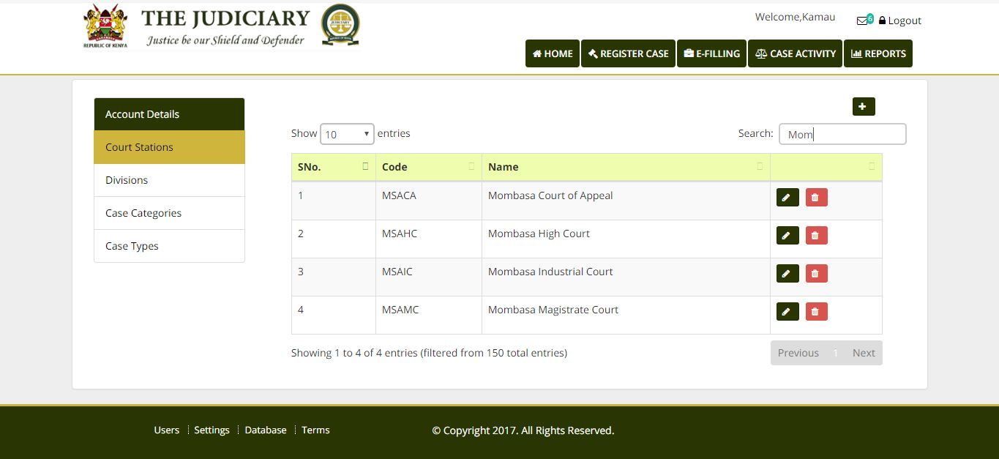 THE JUDICIARY
Justice be our Shield and Defender
REPUBLIC OF KENYA
JUDICIARY
Welcome,Kamau
6
Logout
HOME
REGISTER CASE
E-FILLING
CASE ACTIVITY
REPORTS
Account Details
Court Stations
Divisions
Case Categories
Case Types
Show 10 entries
Search: Mom
SNo. Code Name
1 MSACA Mombasa Court of Appeal
2 MSAHC Mombasa High Court
3 MSAIC Mombasa Industrial Court
4 MSAMC Mombasa Magistrate Court
Showing 1 to 4 of 4 entries (filtered from 150 total entries)
Previous 1 Next
Users Settings Database Terms
© Copyright 2017. All Rights Reserved.